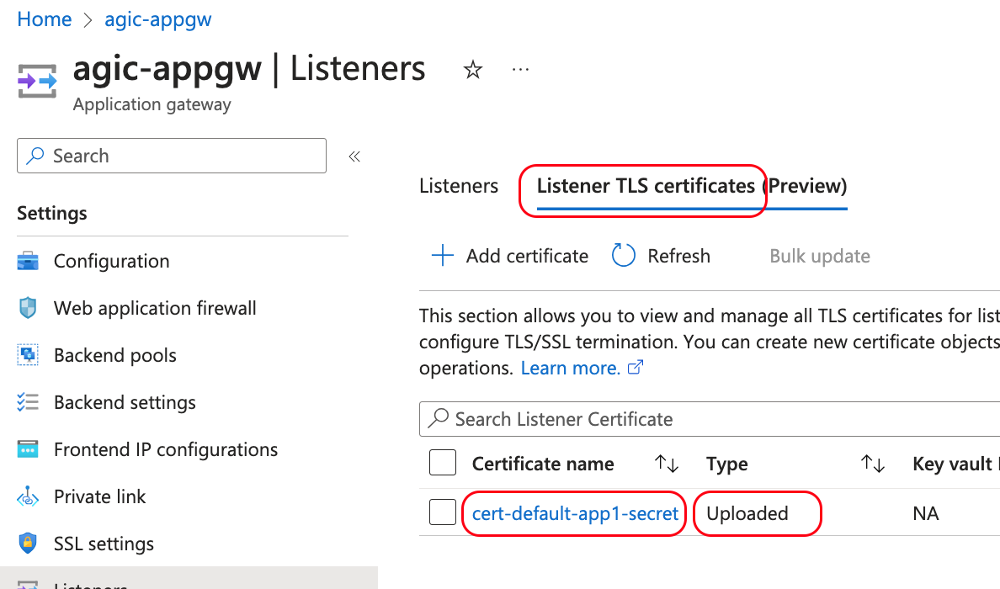 Home > agic-appgw
agic-appgw | Listeners
Application gateway
Search
Settings
Configuration
Web application firewall
Backend pools
Backend settings
Frontend IP configurations
Private link
SSL settings
Listeners
Listeners
Listener TLS certificates (Preview)
Add certificate
Refresh
Bulk update
This section allows you to view and manage all TLS certificates for list
configure TLS/SSL termination. You can create new certificate objects
operations. Learn more.
Search Listener Certificate
Certificate name
Type
Key vault
cert-default-app1-secret
Uploaded
NA